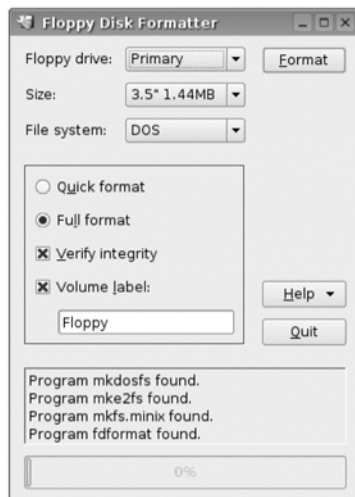 Floppy Disk Formatter
Floppy drive: Primary Format
Size: 3.5" 1.44MB
File system: DOS
Quick format
Full format
Verify integrity
Volume label:
Floppy
Help
Quit
Program mkdosfs found.
Program mke2fs found.
Program mkfs.minix found.
Program fdformat found.
0%